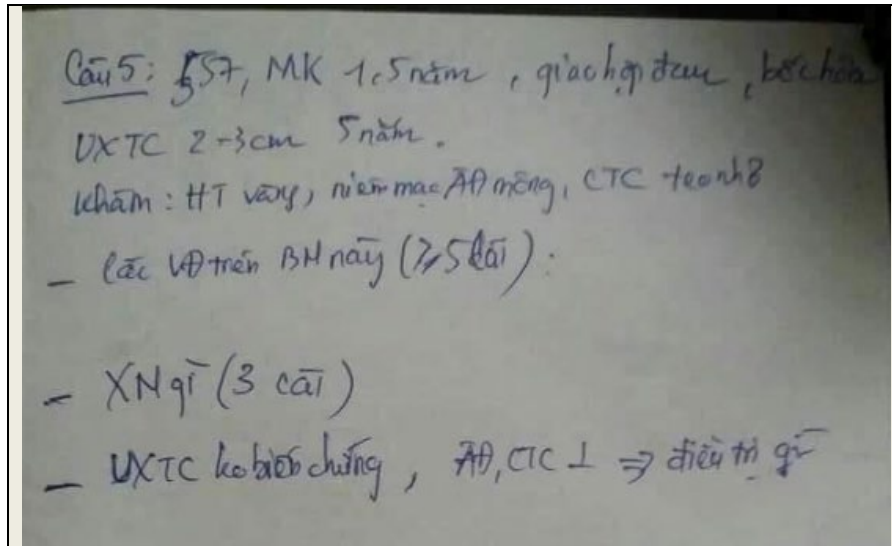 Câu 5: 57, MK 1,5 năm, giao hợp đau, bốc hỏa
UXTC 2-3cm 5 năm.
Khám: HT vàng, niêm mạc ÂĐ mỏng, CTC teo nhỏ
- Các VĐ trên BN này (≥5 cái):
- XN gì (3 cái)
- UXTC ko biến chứng, ÂĐ, CTC ⊥ ⇒ điều trị gì